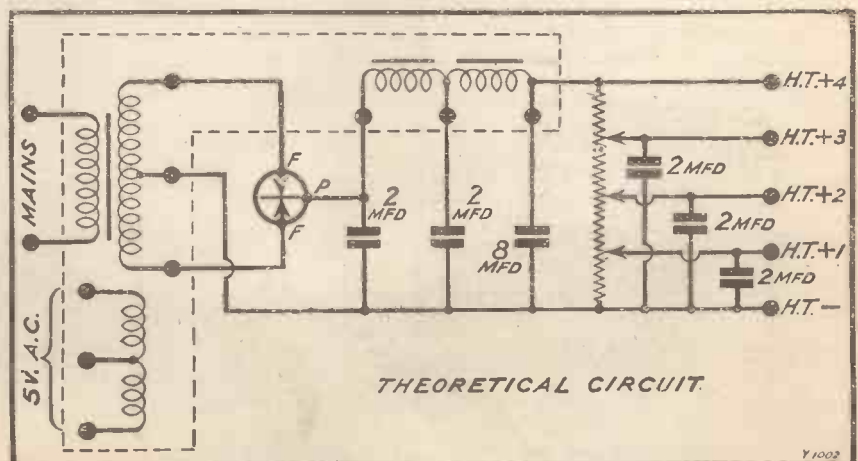 MAINS
5V. A.C.
F
P
F
2
MFD
2
MFD
8
MFD
2MFD
2MFD
2MFD
H.T.+4
H.T.+3
H.T.+2
H.T.+1
H.T.-
THEORETICAL CIRCUIT.
Y1002